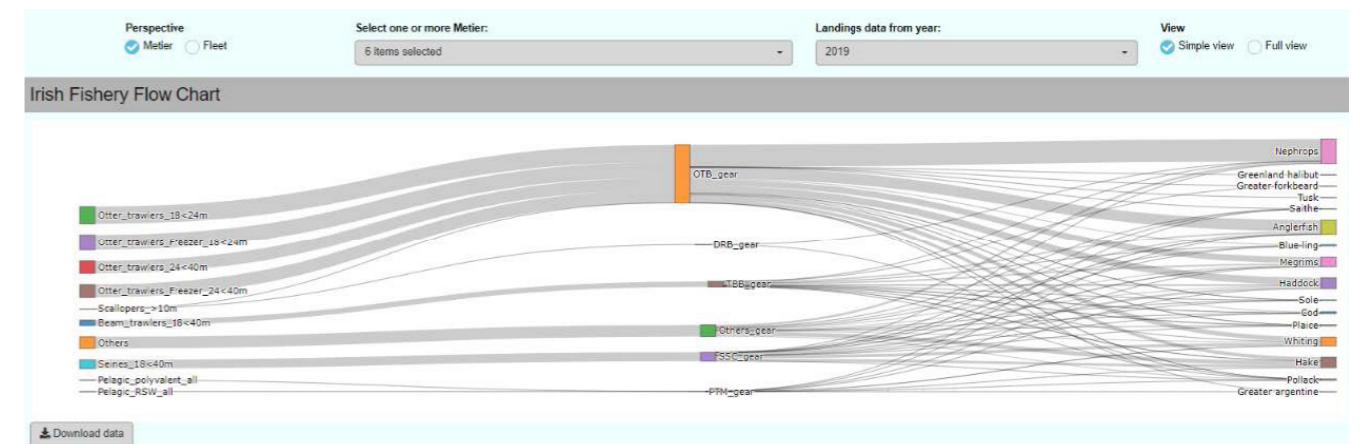 Perspective
Metier Fleet
Select one or more Metier:
6 items selected
Landings data from year:
2019
View
Simple view Full view
Irish Fishery Flow Chart
Otter_trawlers_18<24m
Otter_trawlers_Freezer_18<24m
Otter_trawlers_24<40m
Otter_trawlers_Freezer_24<40m
Scallopers_>10m
Beam_trawlers_18<40m
Others
Seines_18<40m
Pelagic_polyvalent_all
Pelagic_RSW_all
OTB_gear
DRB_gear
TBB_gear
Others_gear
SSC_gear
PTM_gear
Nephrops
Greenland halibut
Greater forkbeard
Tusk
Saithe
Anglerfish
Blue-ling
Megrims
Haddock
Sole
Cod
Plaice
Whiting
Hake
Pollack
Greater argentine
Download data